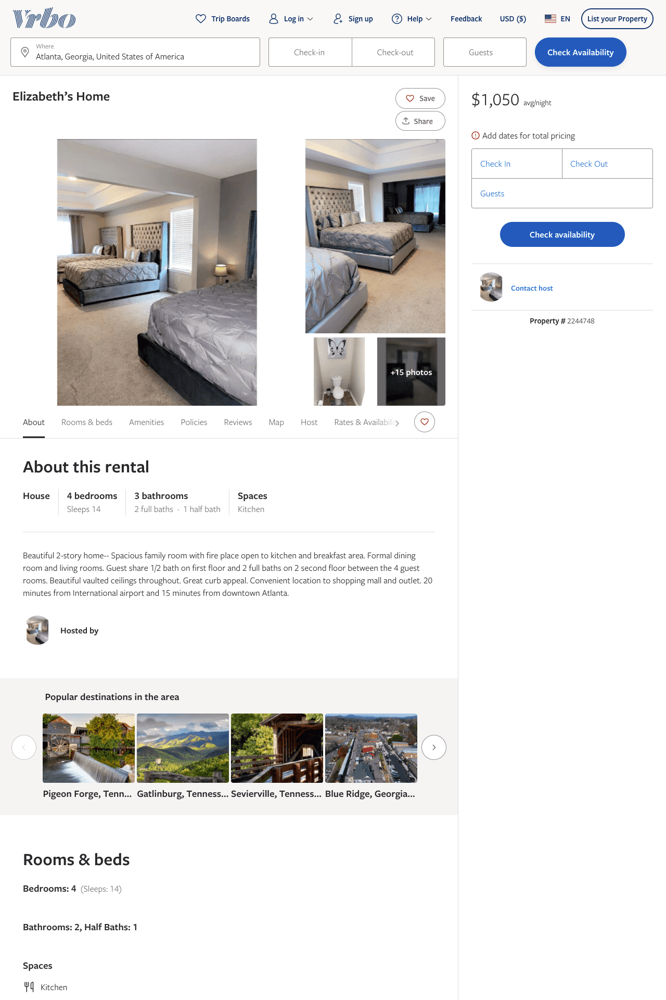 Vrbo
Trip Boards
Log in
Sign up
Help
Feedback
USD ($)
EN
List your Property
Where
Atlanta, Georgia, United States of America
Check-in
Check-out
Guests
Check Availability
Elizabeth’s Home
Save
Share
+15 photos
$1,050 avg/night
Add dates for total pricing
Check In
Check Out
Guests
Check availability
Contact host
Property # 2244748
About
Rooms & beds
Amenities
Policies
Reviews
Map
Host
Rates & Availabili
About this rental
House
4 bedrooms
Sleeps 14
3 bathrooms
2 full baths · 1 half bath
Spaces
Kitchen
Beautiful 2-story home-- Spacious family room with fire place open to kitchen and breakfast area. Formal dining
room and living rooms. Guest share 1/2 bath on first floor and 2 full baths on 2 second floor between the 4 guest
rooms. Beautiful vaulted ceilings throughout. Great curb appeal. Convenient location to shopping mall and outlet. 20
minutes from International airport and 15 minutes from downtown Atlanta.
Hosted by
Popular destinations in the area
Pigeon Forge, Tenn...
Gatlinburg, Tenness...
Sevierville, Tenness...
Blue Ridge, Georgia...
Rooms & beds
Bedrooms: 4 (Sleeps: 14)
Bathrooms: 2, Half Baths: 1
Spaces
Kitchen